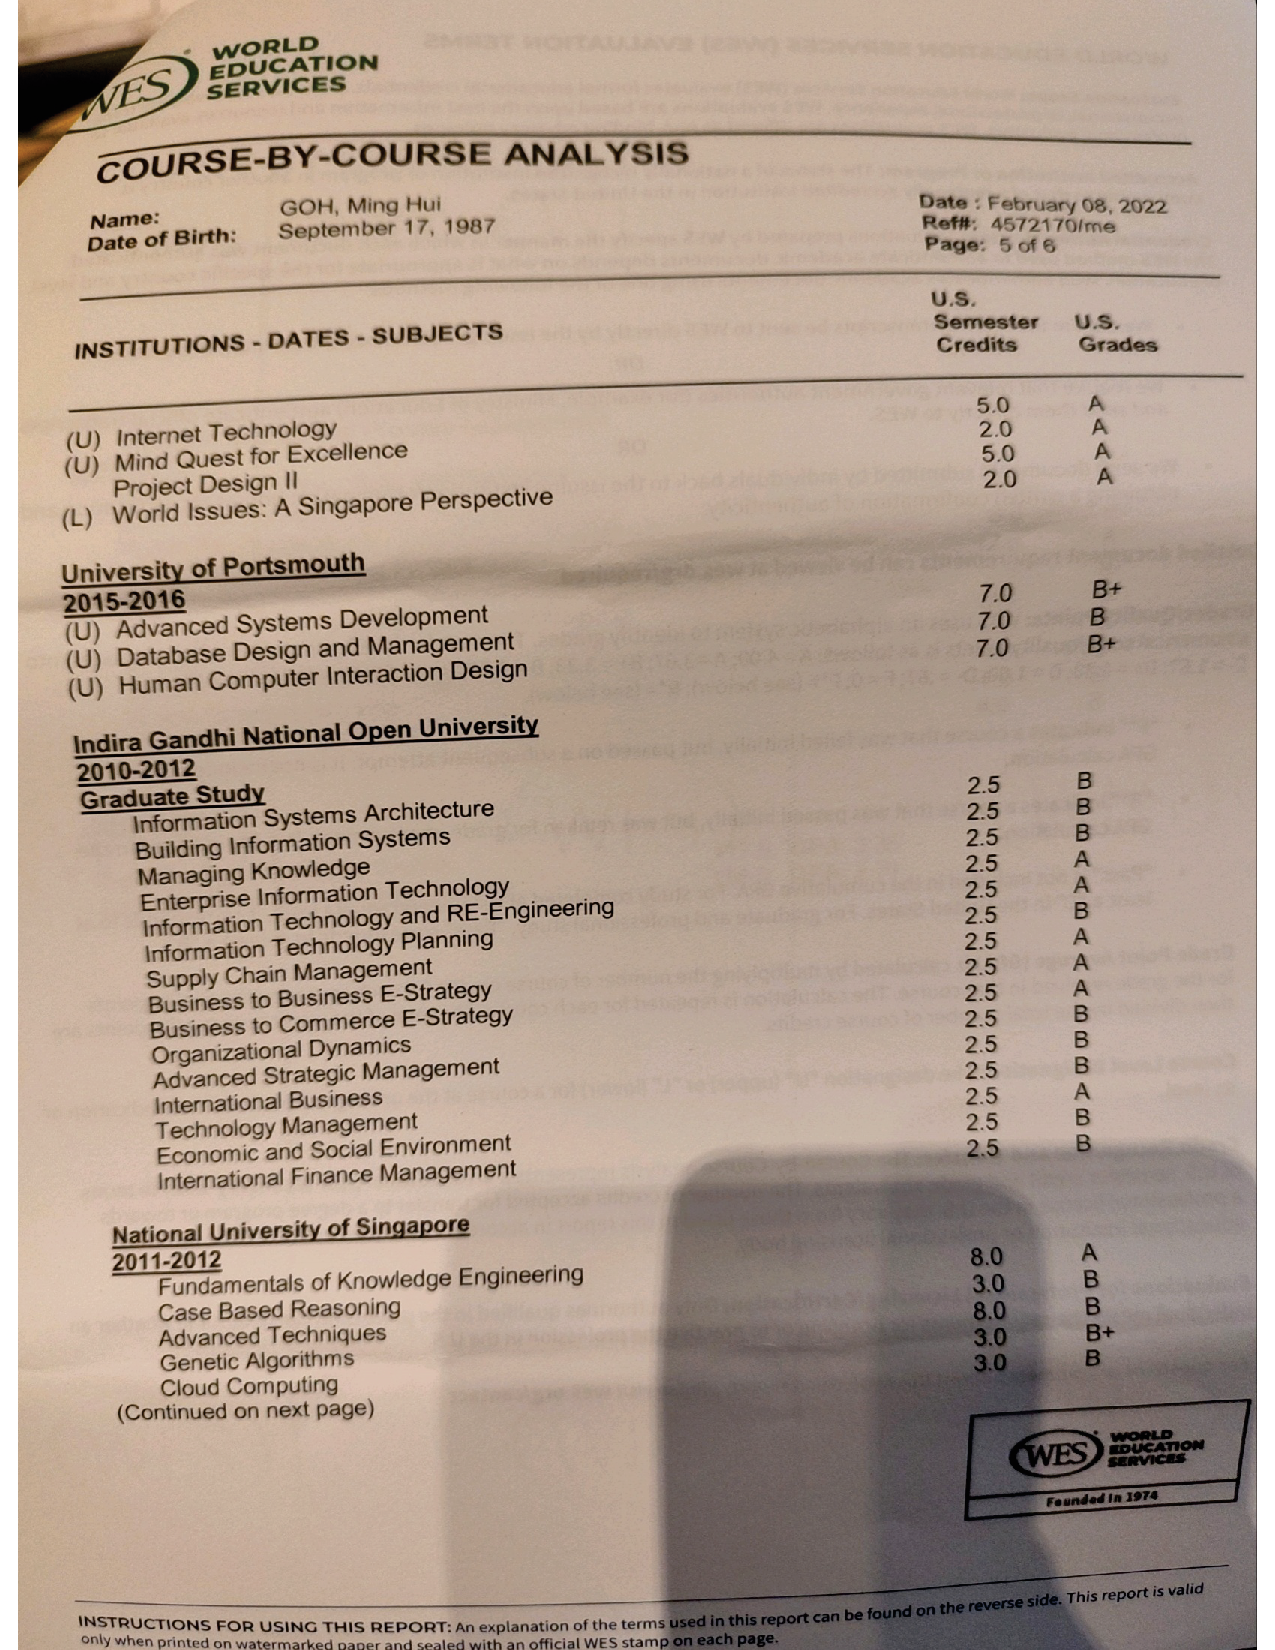 WES
WORLD
EDUCATION
SERVICES
COURSE-BY-COURSE ANALYSIS
Name: GOH, Ming Hui
Date of Birth: September 17, 1987
Date : February 08, 2022
Ref#: 4572170/me
Page: 5 of 6
INSTITUTIONS - DATES - SUBJECTS
U.S. Semester Credits
U.S. Grades
(U) Internet Technology 5.0 A
(U) Mind Quest for Excellence 2.0 A
Project Design II 5.0 A
(L) World Issues: A Singapore Perspective 2.0 A
University of Portsmouth
2015-2016
(U) Advanced Systems Development 7.0 B+
(U) Database Design and Management 7.0 B
(U) Human Computer Interaction Design 7.0 B+
Indira Gandhi National Open University
2010-2012
Graduate Study
Information Systems Architecture 2.5 B
Building Information Systems 2.5 B
Managing Knowledge 2.5 B
Enterprise Information Technology 2.5 A
Information Technology and RE-Engineering 2.5 A
Information Technology Planning 2.5 B
Supply Chain Management 2.5 A
Business to Business E-Strategy 2.5 A
Business to Commerce E-Strategy 2.5 A
Organizational Dynamics 2.5 B
Advanced Strategic Management 2.5 B
International Business 2.5 B
Technology Management 2.5 A
Economic and Social Environment 2.5 B
International Finance Management 2.5 B
National University of Singapore
2011-2012
Fundamentals of Knowledge Engineering 8.0 A
Case Based Reasoning 3.0 B
Advanced Techniques 8.0 B
Genetic Algorithms 3.0 B+
Cloud Computing 3.0 B
(Continued on next page)
WES
WORLD
EDUCATION
SERVICES
Founded in 1974
INSTRUCTIONS FOR USING THIS REPORT: An explanation of the terms used in this report can be found on the reverse side. This report is valid
only when printed on watermarked paper and sealed with an official WES stamp on each page.